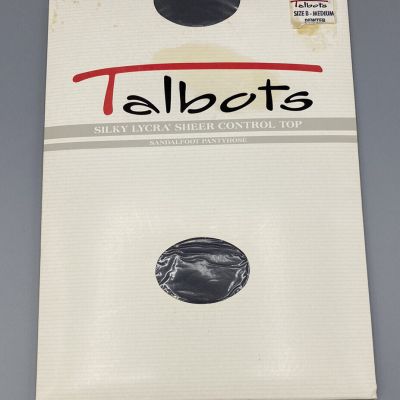 Talbots
SIZE B - MEDIUM
PEWTER
Talbots
SILKY LYCRA® SHEER CONTROL TOP
SANDALFOOT PANTYHOSE